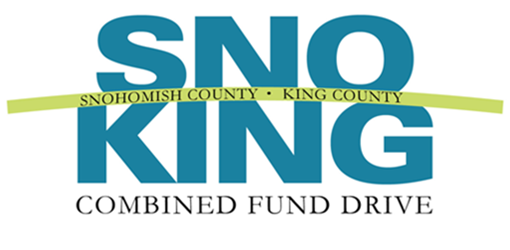 SNO
SNOHOMISH COUNTY • KING COUNTY
KING
COMBINED FUND DRIVE